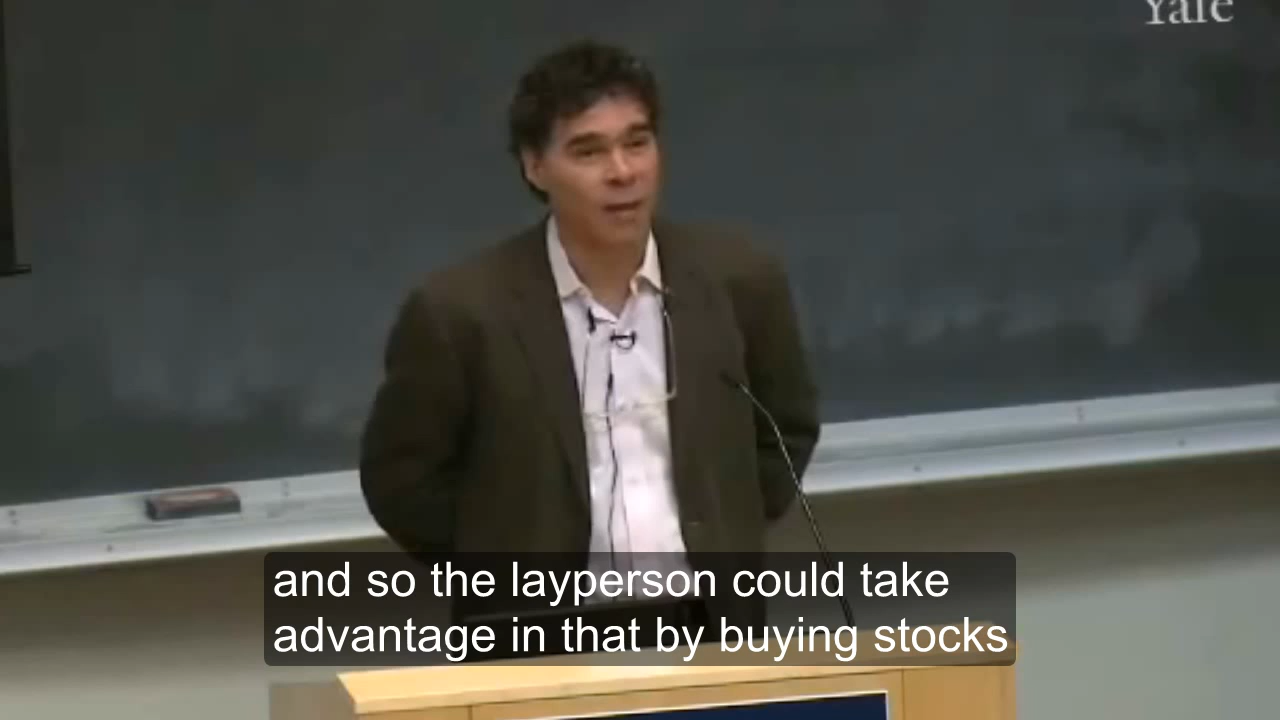 Yale
and so the layperson could take
advantage in that by buying stocks